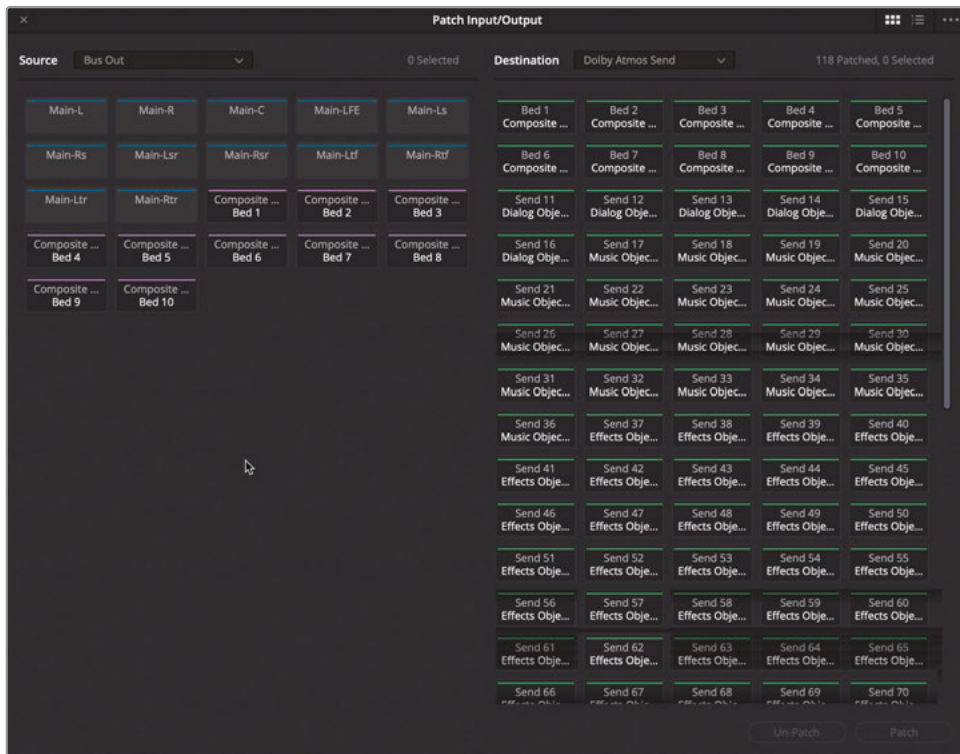 Patch Input/Output
Source
Bus Out
0 Selected
Destination
Dolby Atmos Send
118 Patched, 0 Selected
Main-L
Main-R
Main-C
Main-LFE
Main-Ls
Main-Rs
Main-Lsr
Main-Rsr
Main-Ltf
Main-Rtf
Main-Ltr
Main-Rtr
Composite ...
Bed 1
Composite ...
Bed 2
Composite ...
Bed 3
Composite ...
Bed 4
Composite ...
Bed 5
Composite ...
Bed 6
Composite ...
Bed 7
Composite ...
Bed 8
Composite ...
Bed 9
Composite ...
Bed 10
Bed 1
Composite ...
Bed 2
Composite ...
Bed 3
Composite ...
Bed 4
Composite ...
Bed 5
Composite ...
Bed 6
Composite ...
Bed 7
Composite ...
Bed 8
Composite ...
Bed 9
Composite ...
Bed 10
Composite ...
Send 11
Dialog Obje...
Send 12
Dialog Obje...
Send 13
Dialog Obje...
Send 14
Dialog Obje...
Send 15
Dialog Obje...
Send 16
Dialog Obje...
Send 17
Music Objec...
Send 18
Music Objec...
Send 19
Music Objec...
Send 20
Music Objec...
Send 21
Music Objec...
Send 22
Music Objec...
Send 23
Music Objec...
Send 24
Music Objec...
Send 25
Music Objec...
Send 26
Music Objec...
Send 27
Music Objec...
Send 28
Music Objec...
Send 29
Music Objec...
Send 30
Music Objec...
Send 31
Music Objec...
Send 32
Music Objec...
Send 33
Music Objec...
Send 34
Music Objec...
Send 35
Music Objec...
Send 36
Music Objec...
Send 37
Effects Obje...
Send 38
Effects Obje...
Send 39
Effects Obje...
Send 40
Effects Obje...
Send 41
Effects Obje...
Send 42
Effects Obje...
Send 43
Effects Obje...
Send 44
Effects Obje...
Send 45
Effects Obje...
Send 46
Effects Obje...
Send 47
Effects Obje...
Send 48
Effects Obje...
Send 49
Effects Obje...
Send 50
Effects Obje...
Send 51
Effects Obje...
Send 52
Effects Obje...
Send 53
Effects Obje...
Send 54
Effects Obje...
Send 55
Effects Obje...
Send 56
Effects Obje...
Send 57
Effects Obje...
Send 58
Effects Obje...
Send 59
Effects Obje...
Send 60
Effects Obje...
Send 61
Effects Obje...
Send 62
Effects Obje...
Send 63
Effects Obje...
Send 64
Effects Obje...
Send 65
Effects Obje...
Send 66
Send 67
Send 68
Send 69
Send 70
Un-Patch
Patch